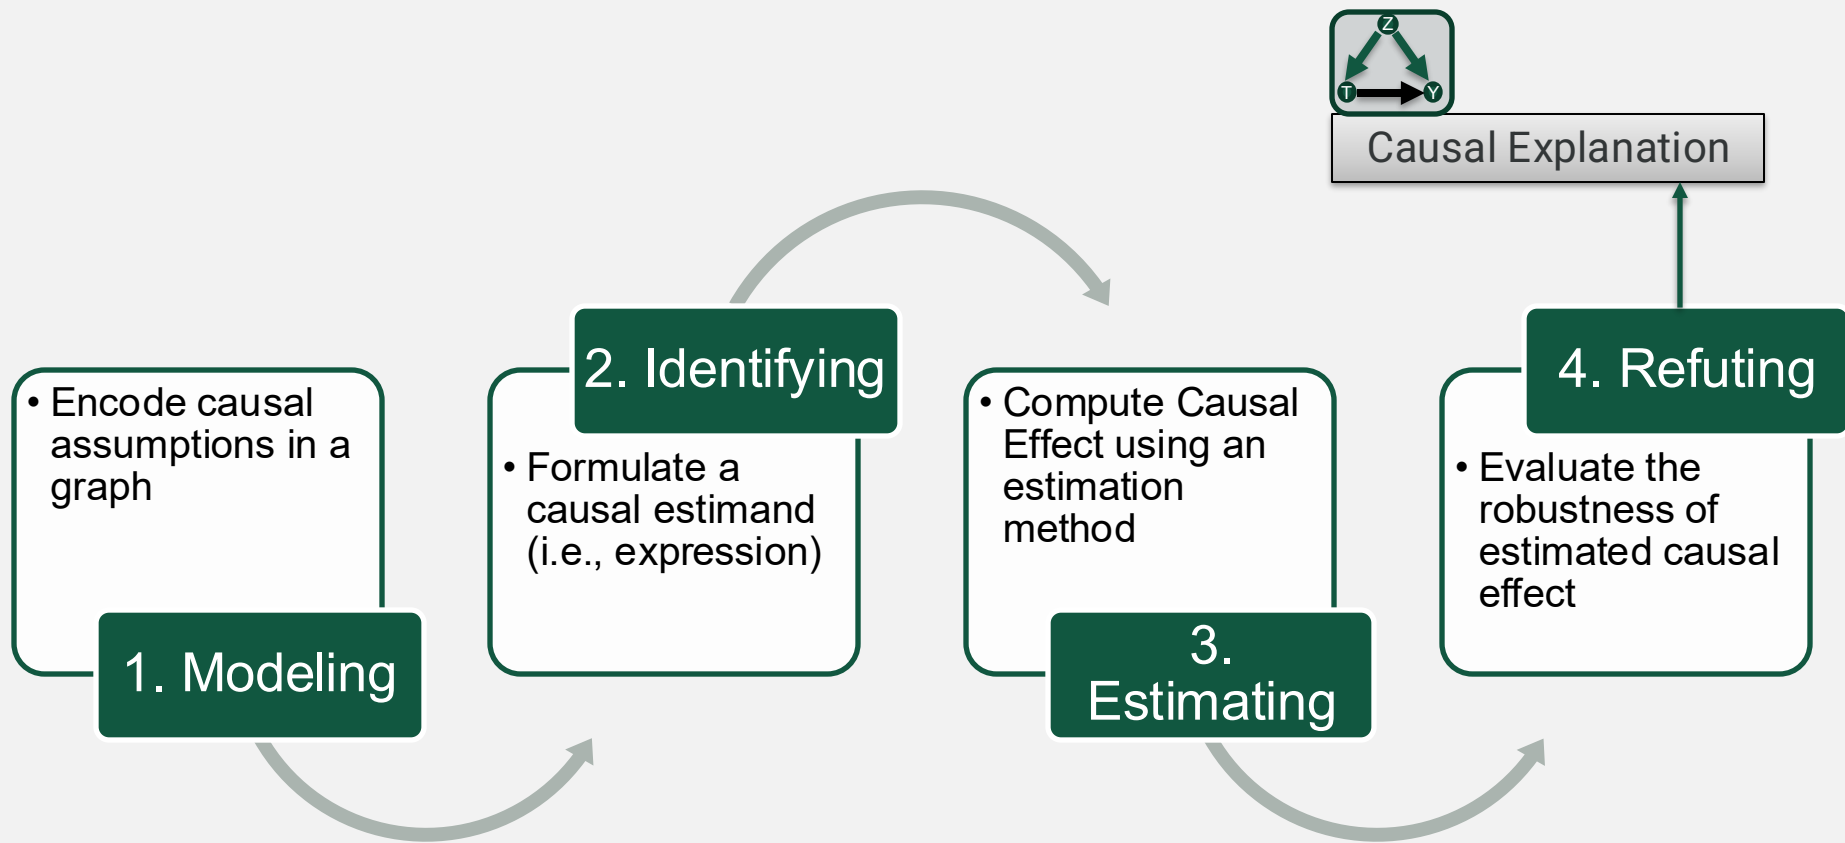 Z
T
Y
Causal Explanation
• Encode causal
assumptions in a
graph
1. Modeling
2. Identifying
• Formulate a
causal estimand
(i.e., expression)
• Compute Causal
Effect using an
estimation
method
3.
Estimating
4. Refuting
• Evaluate the
robustness of
estimated causal
effect